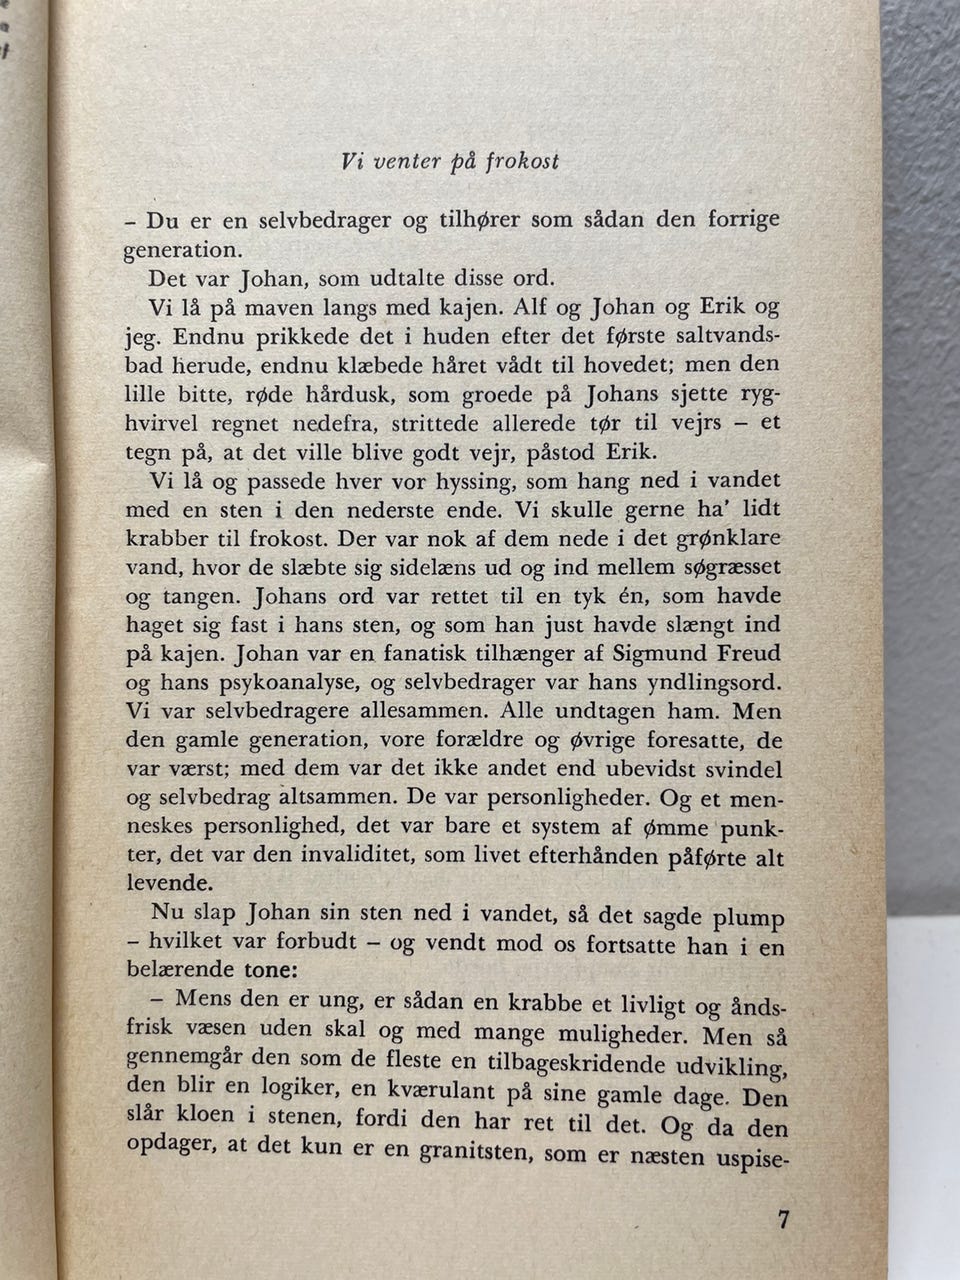 Vi venter på frokost
– Du er en selvbedrager og tilhører som sådan den forrige
generation.
Det var Johan, som udtalte disse ord.
Vi lå på maven langs med kajen. Alf og Johan og Erik og
jeg. Endnu prikkede det i huden efter det første saltvands-
bad herude, endnu klæbede håret vådt til hovedet; men den
lille bitte, røde hårdusk, som groede på Johans sjette ryg-
hvirvel regnet nedefra, strittede allerede tør til vejrs – et
tegn på, at det ville blive godt vejr, påstod Erik.
Vi lå og passede hver vor hyssing, som hang ned i vandet
med en sten i den nederste ende. Vi skulle gerne ha' lidt
krabber til frokost. Der var nok af dem nede i det grønklare
vand, hvor de slæbte sig sidelæns ud og ind mellem søgræsset
og tangen. Johans ord var rettet til en tyk én, som havde
haget sig fast i hans sten, og som han just havde slængt ind
på kajen. Johan var en fanatisk tilhænger af Sigmund Freud
og hans psykoanalyse, og selvbedrager var hans yndlingsord.
Vi var selvbedragere allesammen. Alle undtagen ham. Men
den gamle generation, vore forældre og øvrige foresatte, de
var værst; med dem var det ikke andet end ubevidst svindel
og selvbedrag altsammen. De var personligheder. Og et men-
neskes personlighed, det var bare et system af ømme punk-
ter, det var den invaliditet, som livet efterhånden påførte alt
levende.
Nu slap Johan sin sten ned i vandet, så det sagde plump
– hvilket var forbudt – og vendt mod os fortsatte han i en
belærende tone:
– Mens den er ung, er sådan en krabbe et livligt og ånds-
frisk væsen uden skal og med mange muligheder. Men så
gennemgår den som de fleste en tilbageskridende udvikling,
den blir en logiker, en kværulant på sine gamle dage. Den
slår kloen i stenen, fordi den har ret til det. Og da den
opdager, at det kun er en granitsten, som er næsten uspise-
7